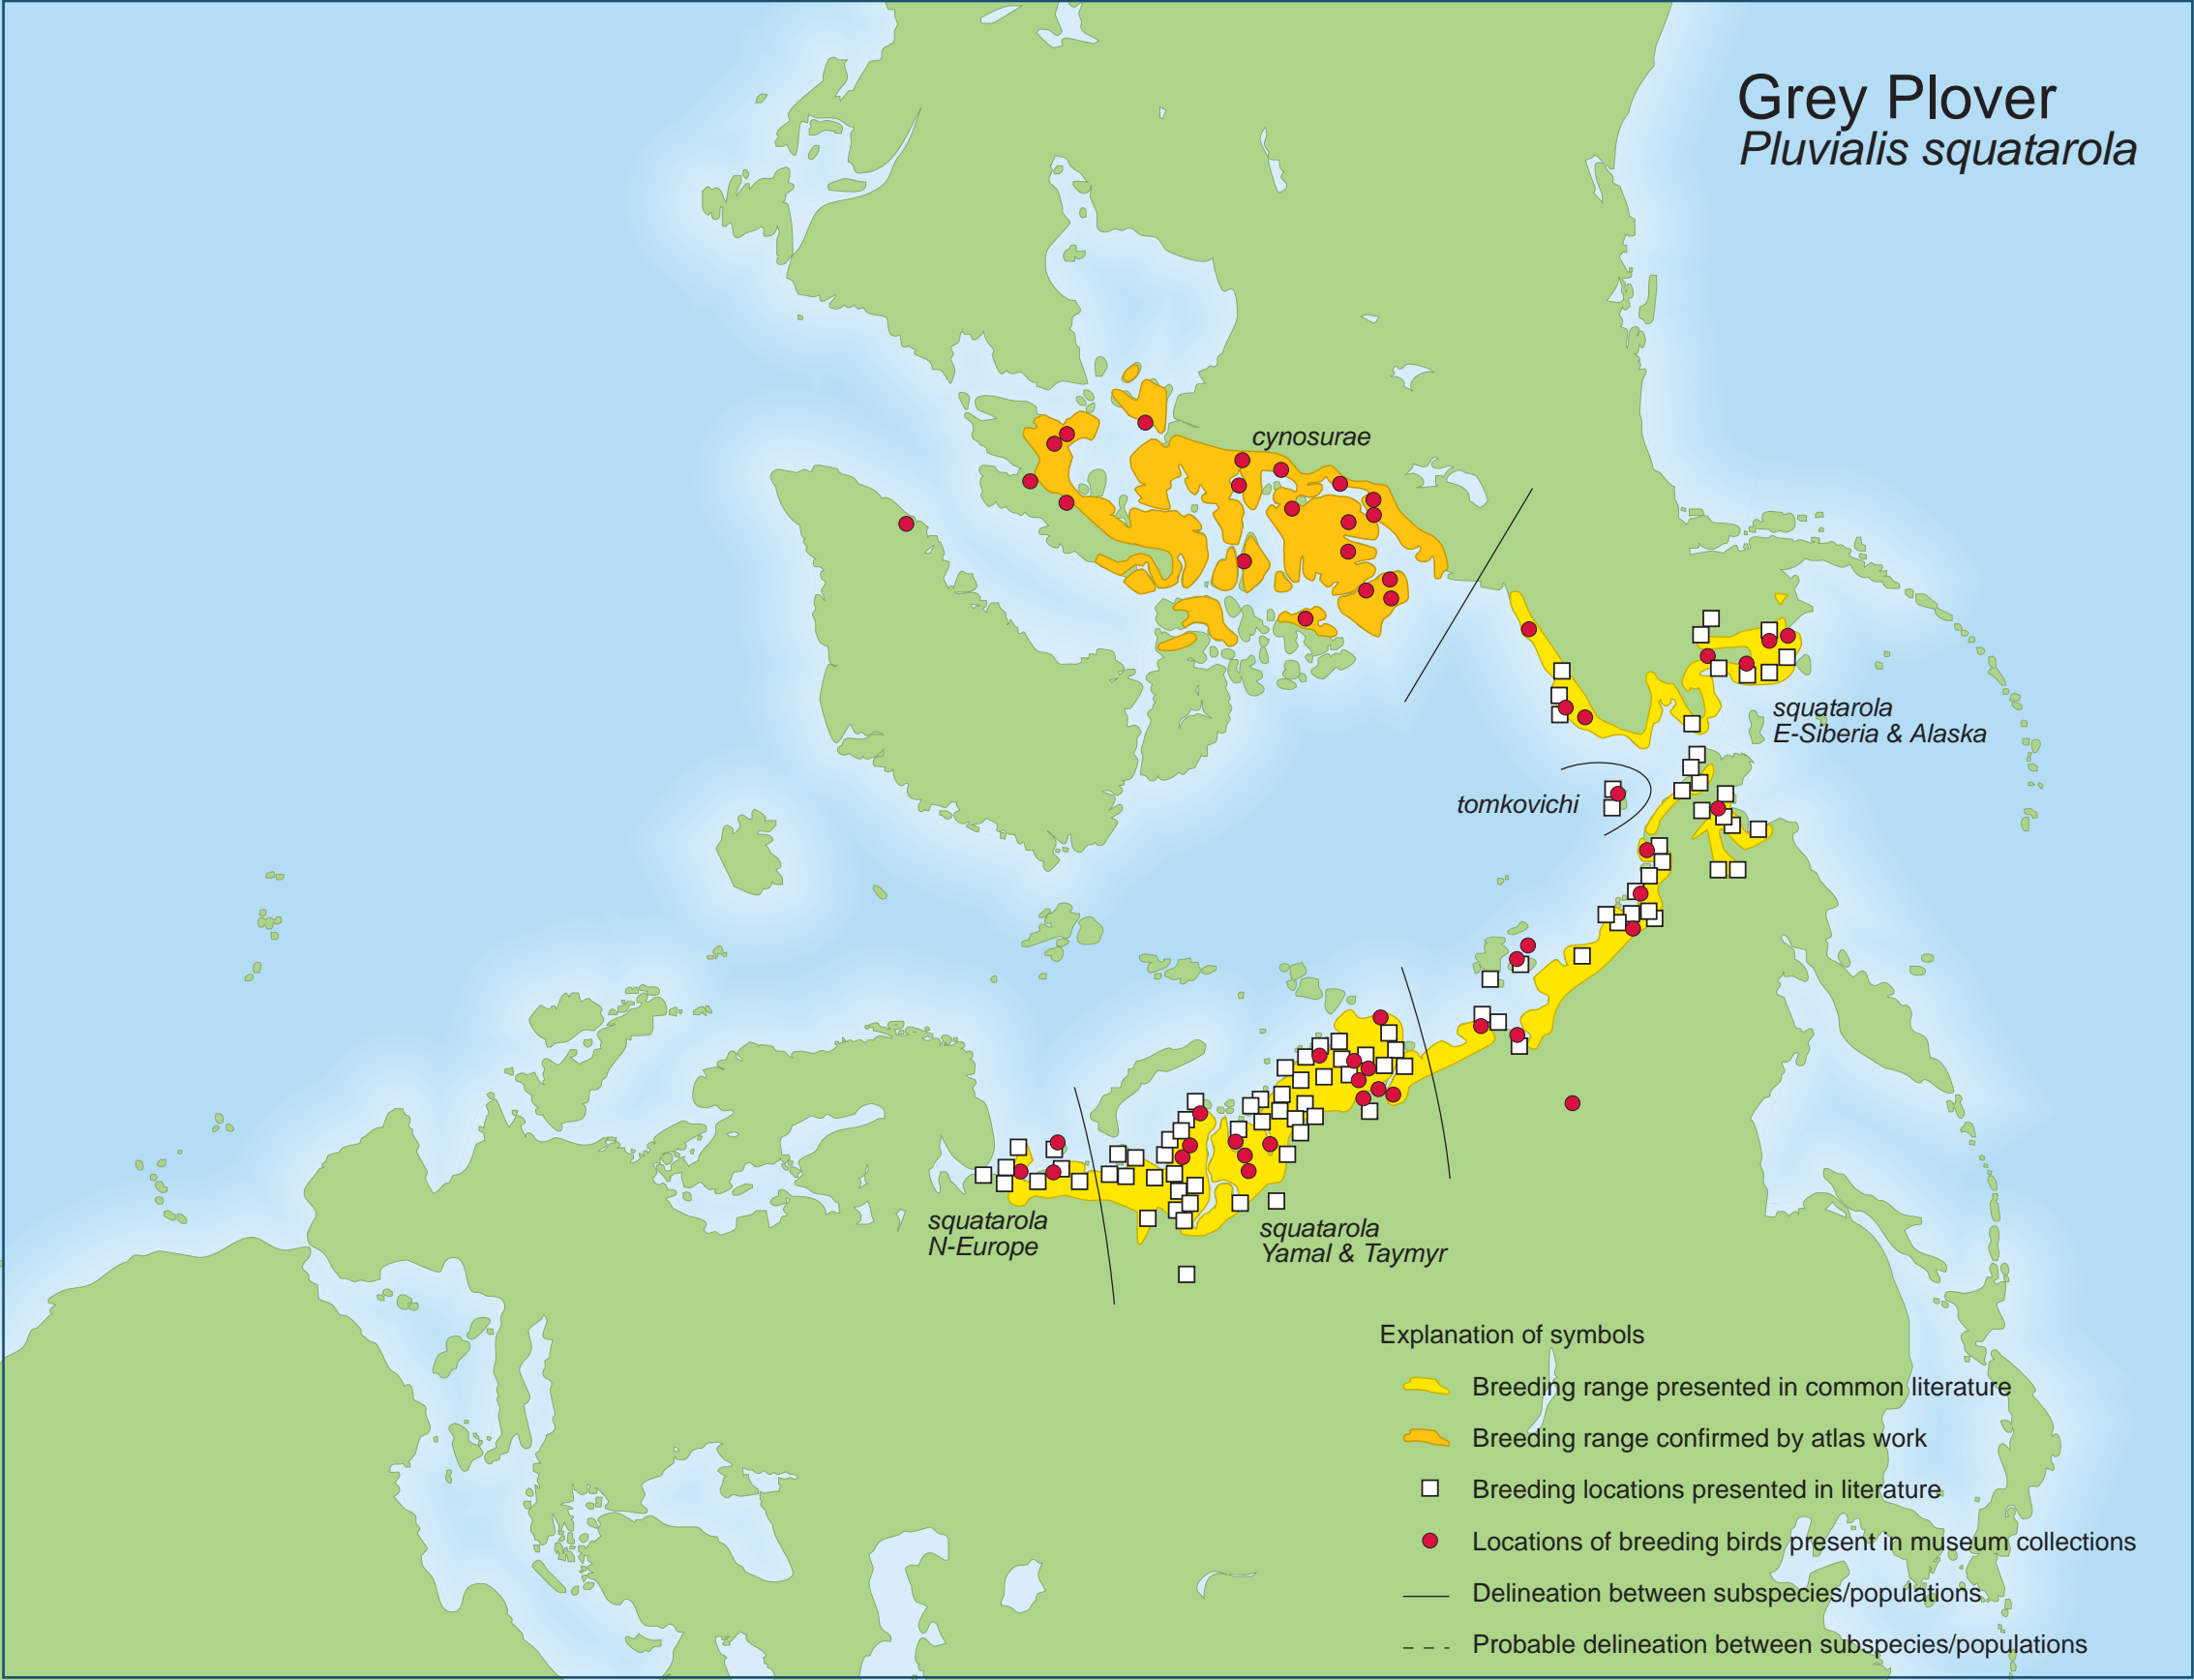 Grey Plover
Pluvialis squatarola
cynosurae
squatarola
E-Siberia & Alaska
tomkovichi
squatarola
N-Europe
squatarola
Yamal & Taymyr
Explanation of symbols
Breeding range presented in common literature
Breeding range confirmed by atlas work
Breeding locations presented in literature
Locations of breeding birds present in museum collections
Delineation between subspecies/populations
Probable delineation between subspecies/populations